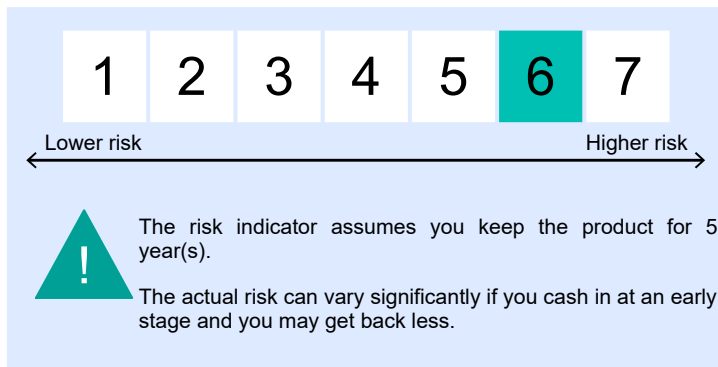 1 2 3 4 5 6 7
Lower risk Higher risk
!
The risk indicator assumes you keep the product for 5
year(s).
The actual risk can vary significantly if you cash in at an early
stage and you may get back less.